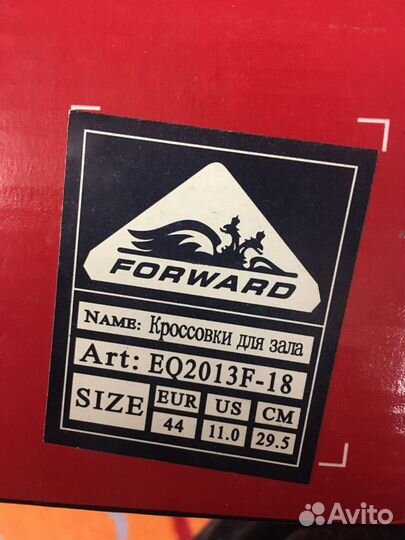 FORWARD
NAME: Кроссовки для зала
Art: EQ2013F-18
SIZE EUR US CM
44 11.0 29.5
Avito